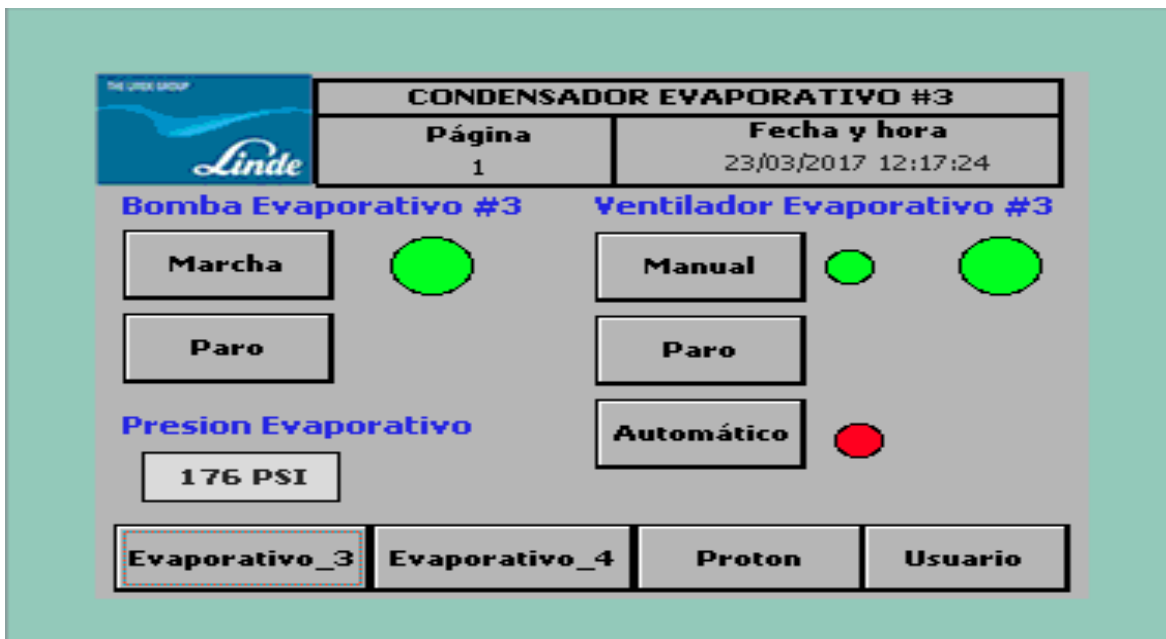 THE LINDE GROUP
Linde
CONDENSADOR EVAPORATIVO #3
Página
1
Fecha y hora
23/03/2017 12:17:24
Bomba Evaporativo #3
Ventilador Evaporativo #3
Marcha
Manual
Paro
Paro
Presion Evaporativo
Automático
176 PSI
Evaporativo_3
Evaporativo_4
Proton
Usuario